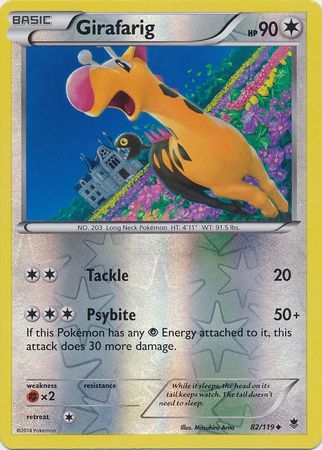 BASIC
Girafarig
HP 90
NO. 203 Long Neck Pokémon HT: 4'11" WT: 91.5 lbs.
Tackle 20
Psybite 50+
If this Pokémon has any Energy attached to it, this
attack does 30 more damage.
weakness resistance
×2
retreat
While it sleeps, the head on its
tail keeps watch. The tail doesn't
need to sleep.
©2014 Pokémon Illus. Mitsuhiro Arita 82/119